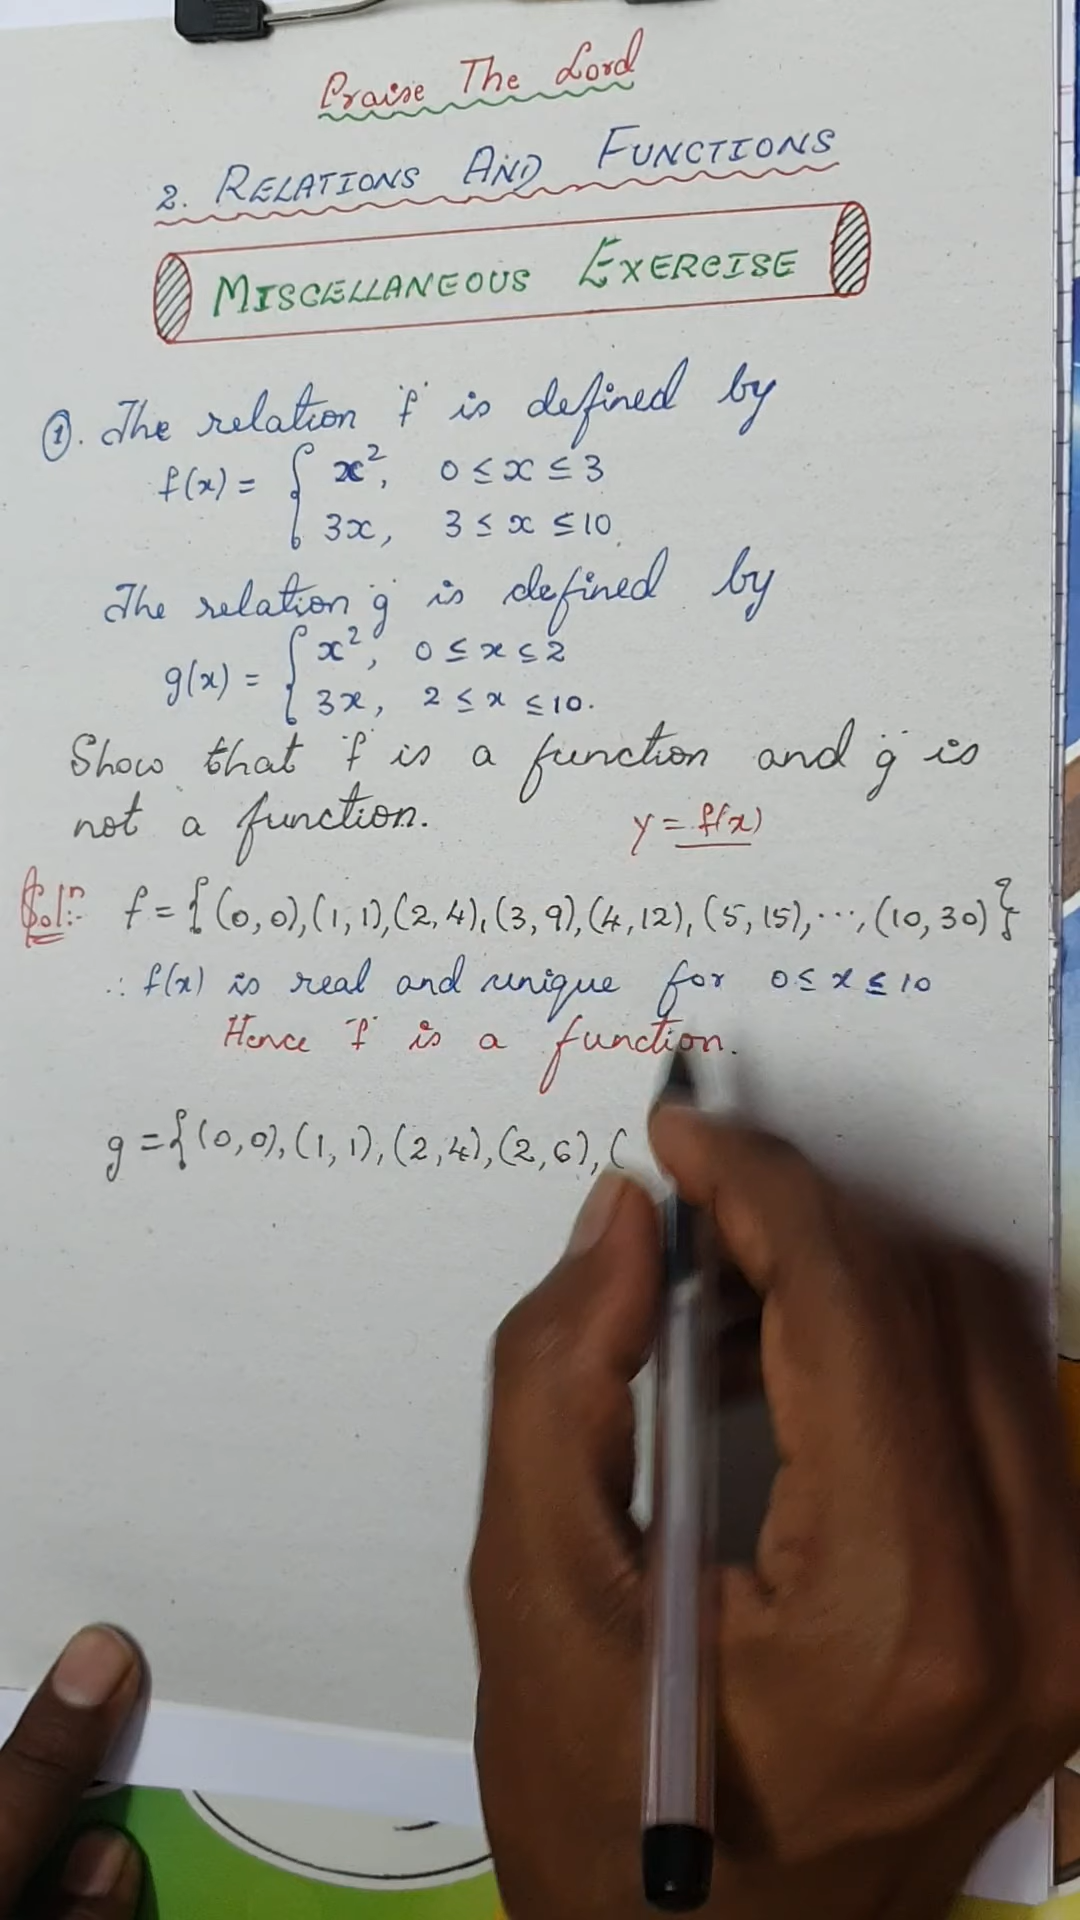 Praise The Lord
2. RELATIONS AND FUNCTIONS
MISCELLANEOUS EXERCISE
①. The relation 'f' is defined by
f(x) = { x², 0 ≤ x ≤ 3
3x, 3 ≤ x ≤ 10.
The relation 'g' is defined by
g(x) = { x², 0 ≤ x ≤ 2
3x, 2 ≤ x ≤ 10.
Show that 'f' is a function and 'g' is
not a function.
y = f(x)
Solⁿ:- f = {(0,0), (1,1), (2,4), (3,9), (4,12), (5,15), ..., (10,30)}
∴ f(x) is real and unique for 0 ≤ x ≤ 10
Hence 'f' is a function.
g = {(0,0), (1,1), (2,4), (2,6), (